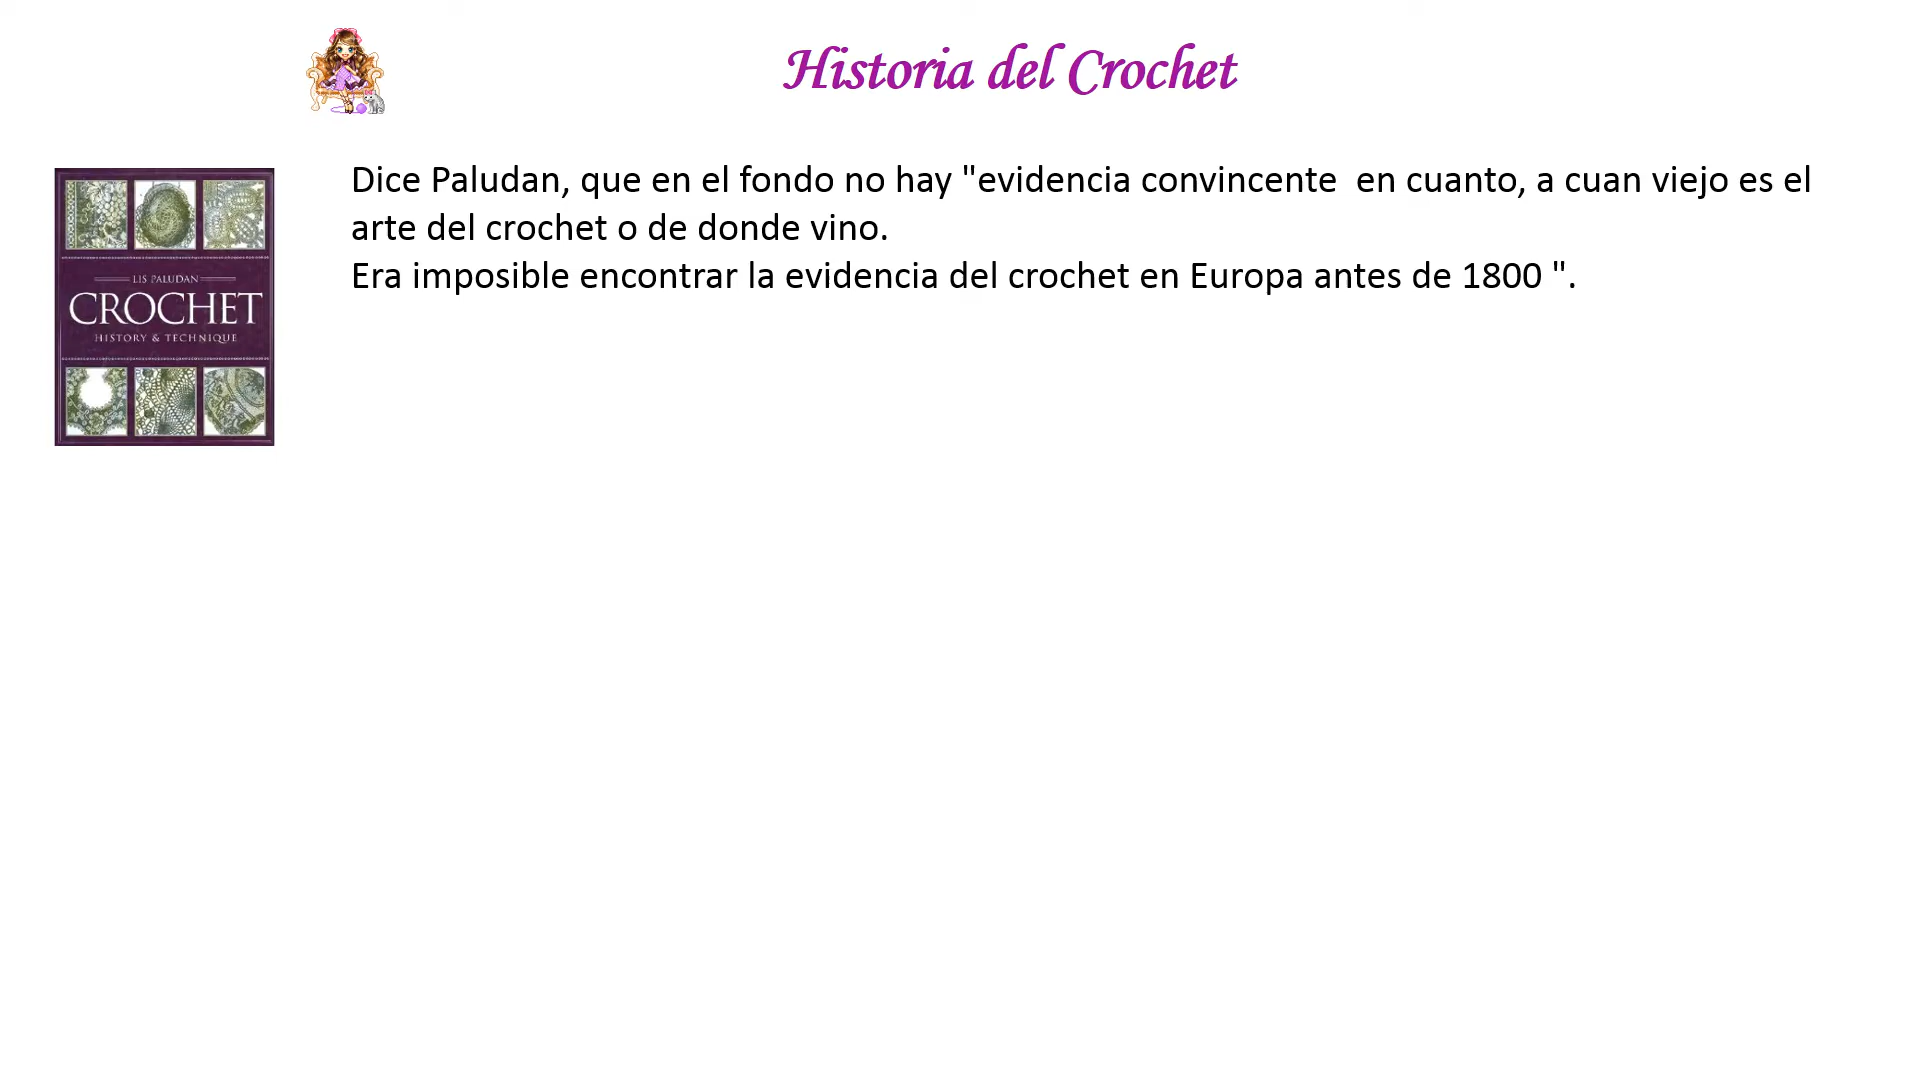 Historia del Crochet
Dice Paludan, que en el fondo no hay "evidencia convincente  en cuanto, a cuan viejo es el
arte del crochet o de donde vino.
Era imposible encontrar la evidencia del crochet en Europa antes de 1800 ".
LIS PALUDAN
CROCHET
HISTORY & TECHNIQUE